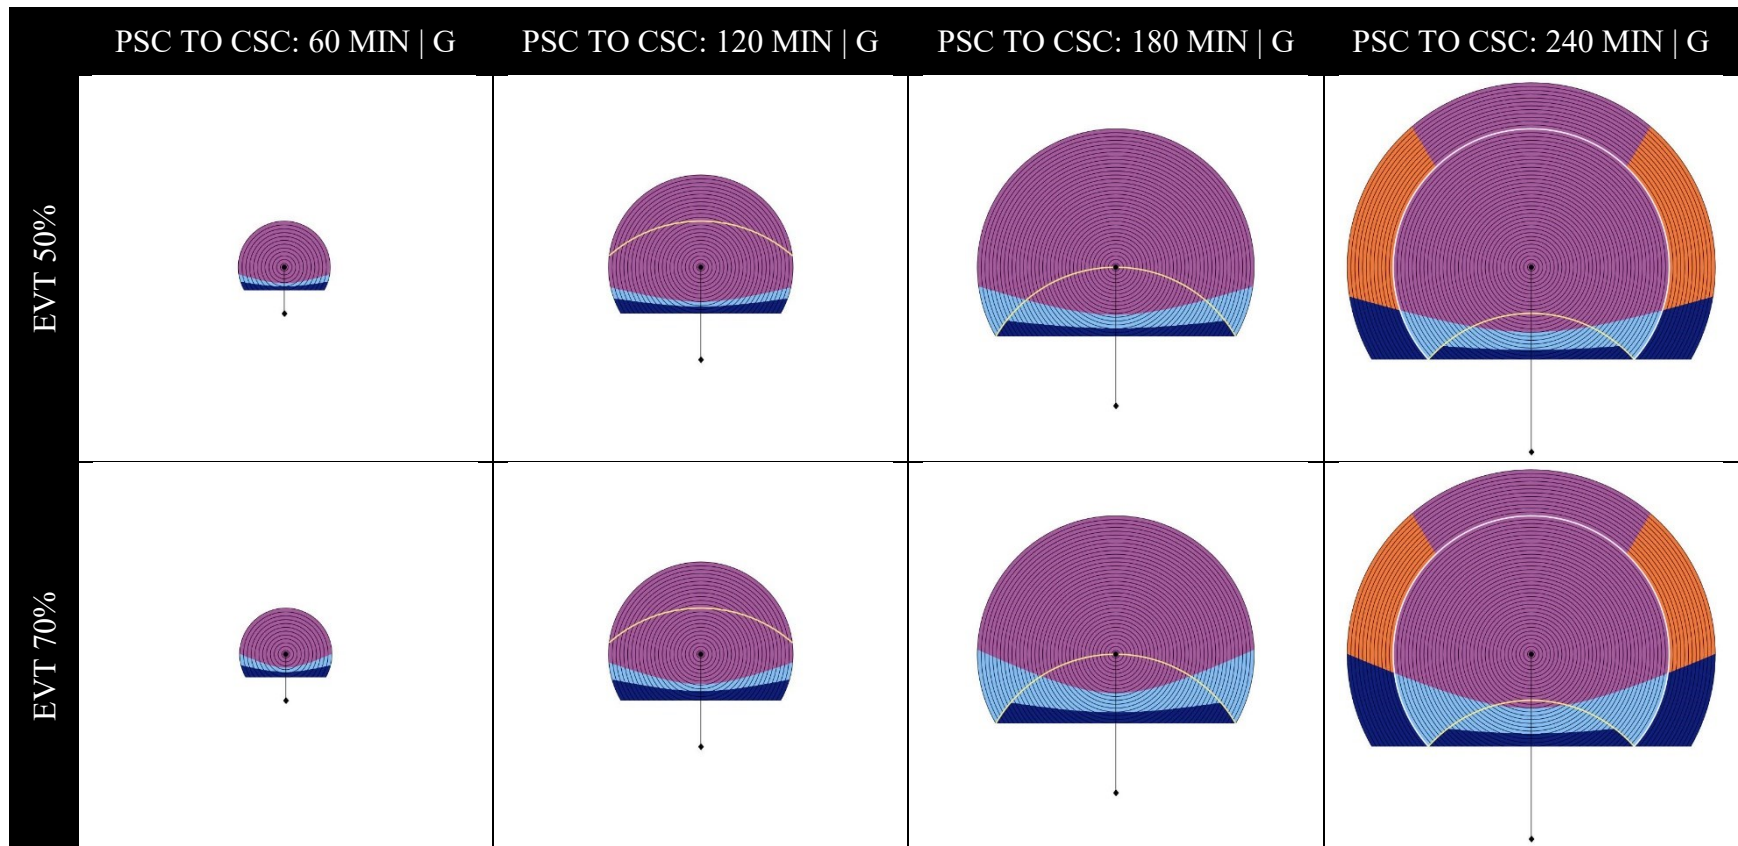 PSC TO CSC: 60 MIN | G
PSC TO CSC: 120 MIN | G
PSC TO CSC: 180 MIN | G
PSC TO CSC: 240 MIN | G
EVT 50%
EVT 70%